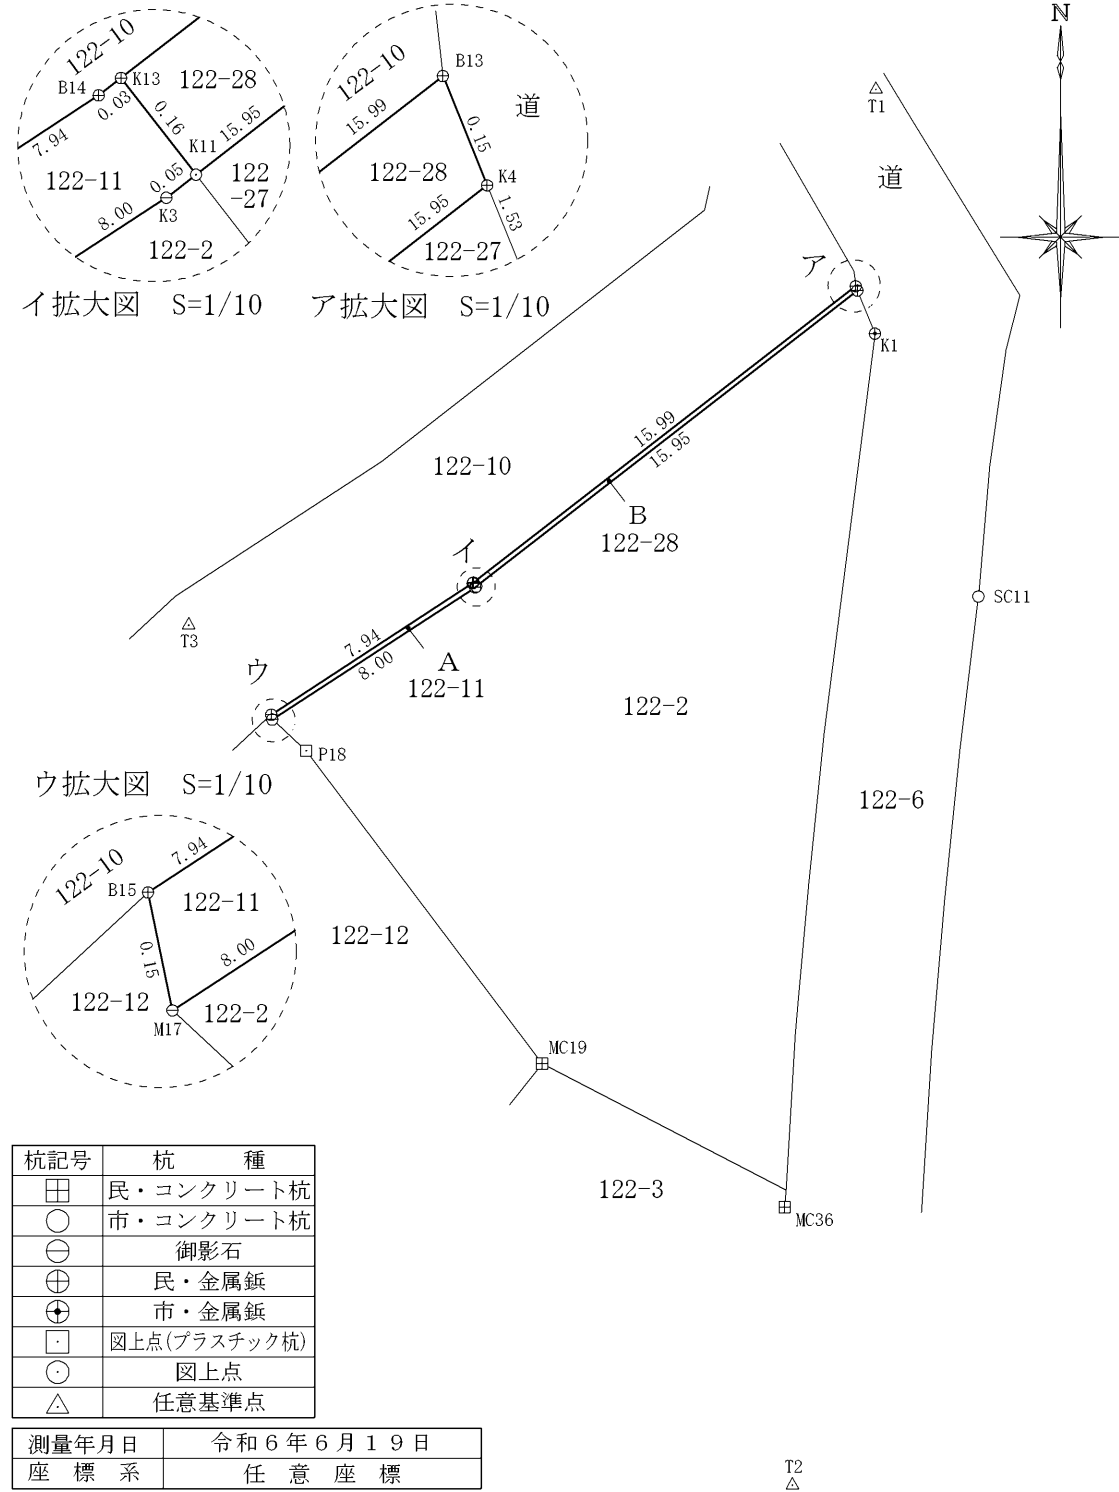 N
122-10
B14
K13
122-28
0.03
7.94
0.16
15.95
K11
122-11
0.05
122
-27
8.00
K3
122-2
イ拡大図 S=1/10
122-10
B13
15.99
道
0.15
122-28
K4
15.95
1.53
122-27
ア拡大図 S=1/10
T1
道
ア
K1
15.99
15.95
122-10
B
122-28
イ
SC11
T3
7.94
8.00
A
122-11
ウ
122-2
P18
ウ拡大図 S=1/10
122-6
122-10
7.94
B15
122-11
0.15
8.00
122-12
122-2
M17
122-12
MC19
122-3
MC36
杭記号 杭 種
民・コンクリート杭
市・コンクリート杭
御影石
民・金属鋲
市・金属鋲
図上点(プラスチック杭)
図上点
任意基準点
測量年月日 令和6年6月19日
座標系 任意座標
T2